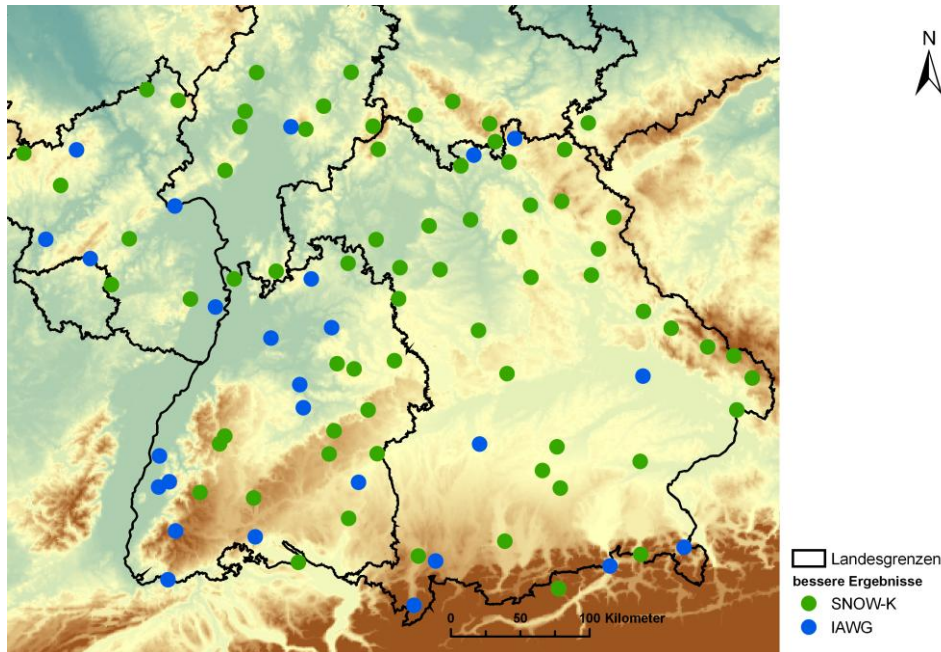 N
Landesgrenzen
bessere Ergebnisse
SNOW-K
IAWG
0 50 100 Kilometer